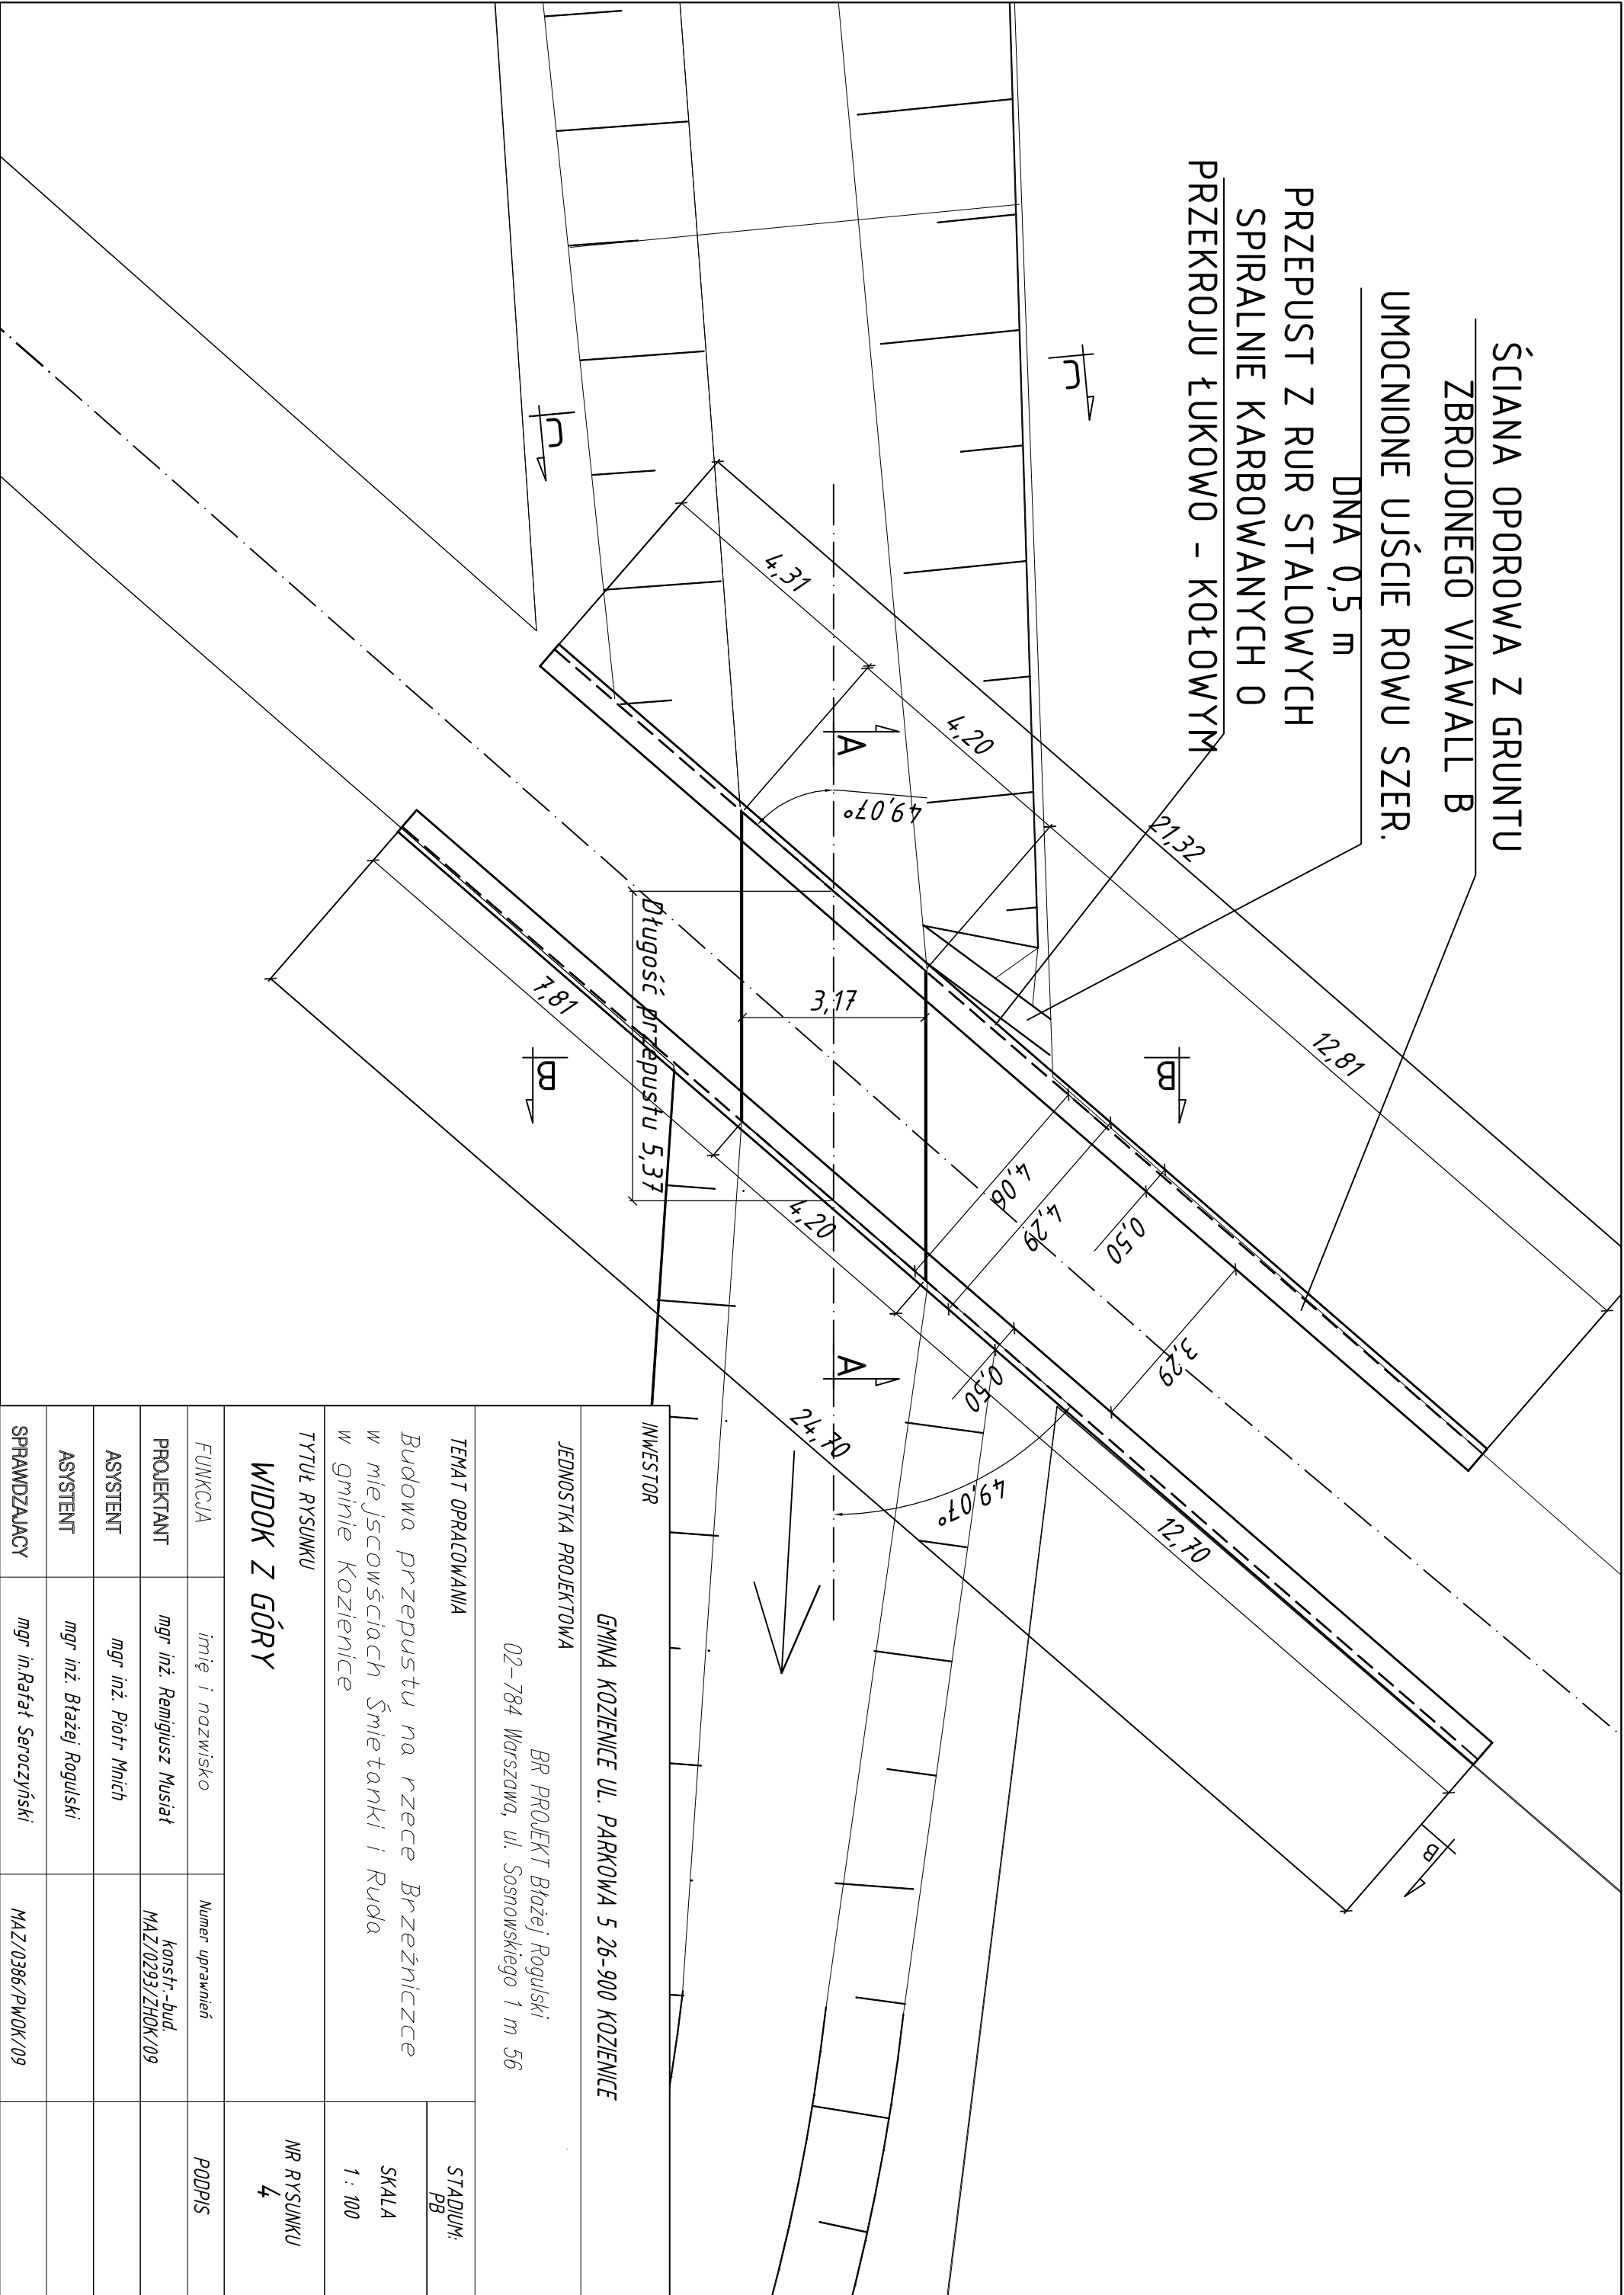 ŚCIANA OPOROWA Z GRUNTU
ZBROJONEGO VIAWALL B
UMOCNIONE UJŚCIE ROWU SZER.
DNA 0,5 m
PRZEPUST Z RUR STALOWYCH
SPIRALNIE KARBOWANYCH O
PRZEKROJU ŁUKOWO - KOŁOWYM
C
C
4,31
4,20
21,32
12,81
A
49,07°
Długość przepustu 5,37
3,17
7,81
B
B
4,06
4,29
0,50
3,29
4,20
0,50
A
24,70
49,07°
12,70
B
INWESTOR
GMINA KOZIENICE UL. PARKOWA 5 26-900 KOZIENICE
JEDNOSTKA PROJEKTOWA
BR PROJEKT Błażej Rogulski
02-784 Warszawa, ul. Sosnowskiego 1 m 56
TEMAT OPRACOWANIA
Budowa przepustu na rzece Brzeźniczce
w miejscowościach Śmietanki i Ruda
w gminie Kozienice
STADIUM:
PB
SKALA
1 : 100
TYTUŁ RYSUNKU
WIDOK Z GÓRY
NR RYSUNKU
4
FUNKCJA imię i nazwisko Numer uprawnień PODPIS
PROJEKTANT mgr inż. Remigiusz Musiał konstr.-bud. MAZ/0293/ZHOK/09
ASYSTENT mgr inż. Piotr Mnich
ASYSTENT mgr inż. Błażej Rogulski
SPRAWDZAJACY mgr in.Rafał Seroczyński MAZ/0386/PWOK/09